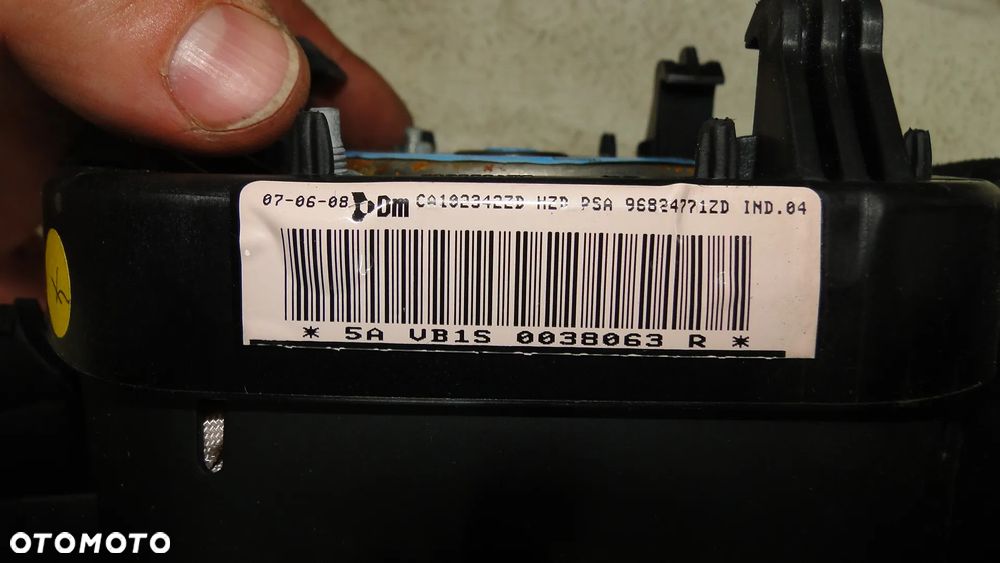 07-06-08 Dm CA102342ZD HZD PSA 96824771ZD IND.04
* 5A VB1S 0038063 R *
OTOMOTO